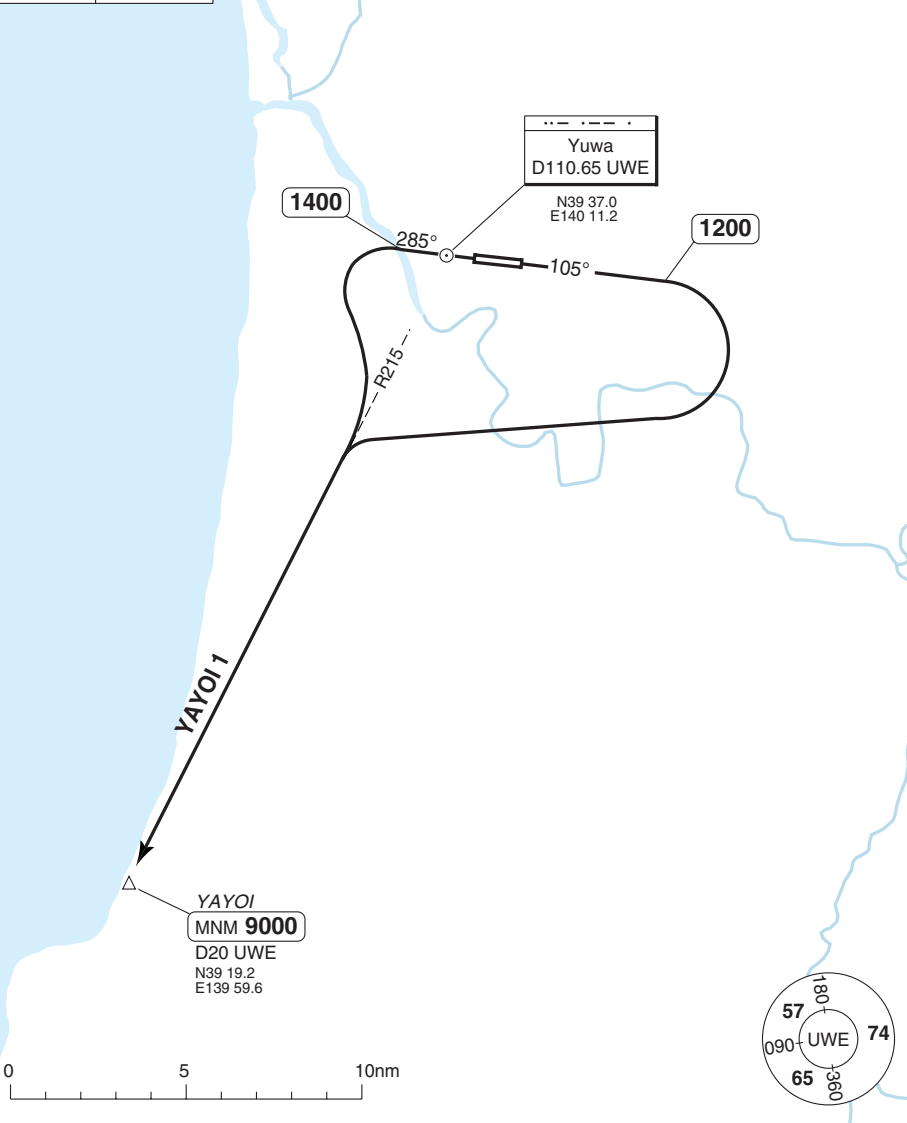 ··– ·–– ·
Yuwa
D110.65 UWE
N39 37.0
E140 11.2
1400
1200
285°
105°
R215
YAYOI 1
YAYOI
MNM 9000
D20 UWE
N39 19.2
E139 59.6
180
57
74
090
UWE
65
360
0 5 10nm